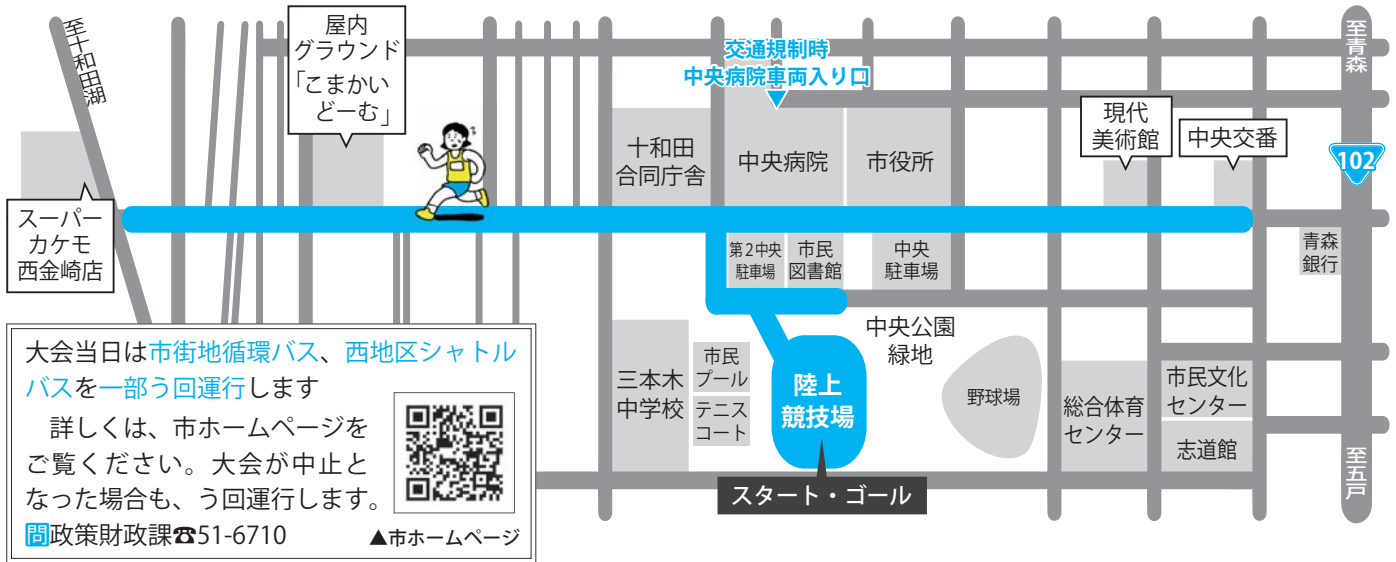 至十和田湖
屋内
グラウンド
「こまかい
どーむ」
交通規制時
中央病院車両入り口
至青森
102
現代
美術館
中央交番
十和田
合同庁舎
中央病院
市役所
スーパー
カケモ
西金崎店
第2中央
駐車場
市民
図書館
中央
駐車場
青森
銀行
中央公園
緑地
三本木
中学校
市民
プール
テニス
コート
陸上
競技場
野球場
総合体育
センター
市民文化
センター
志道館
至五戸
スタート・ゴール
大会当日は市街地循環バス、西地区シャトル
バスを一部う回運行します
詳しくは、市ホームページを
ご覧ください。大会が中止と
なった場合も、う回運行します。
問政策財政課☎51-6710
▲市ホームページ